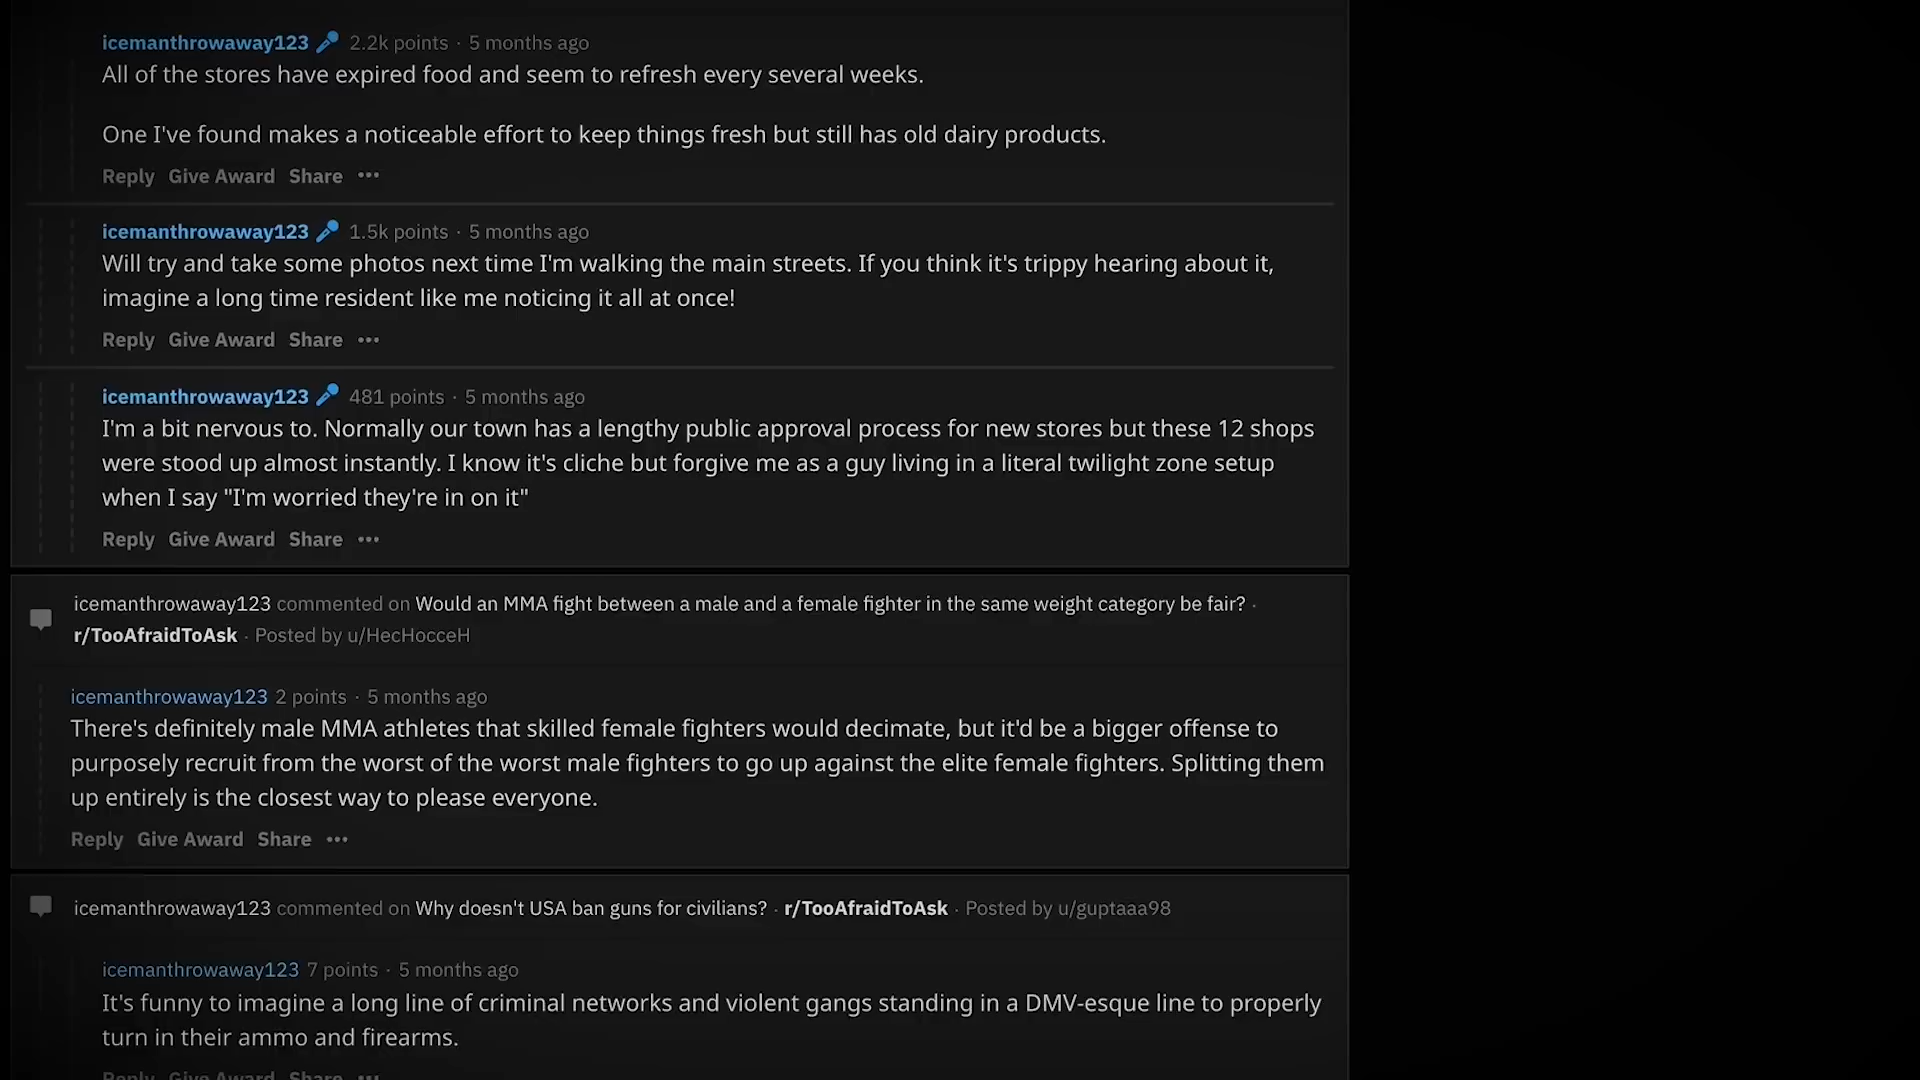 icemanthrowaway123 2.2k points · 5 months ago
All of the stores have expired food and seem to refresh every several weeks.
One I've found makes a noticeable effort to keep things fresh but still has old dairy products.
Reply Give Award Share •••
icemanthrowaway123 1.5k points · 5 months ago
Will try and take some photos next time I'm walking the main streets. If you think it's trippy hearing about it,
imagine a long time resident like me noticing it all at once!
Reply Give Award Share •••
icemanthrowaway123 481 points · 5 months ago
I'm a bit nervous to. Normally our town has a lengthy public approval process for new stores but these 12 shops
were stood up almost instantly. I know it's cliche but forgive me as a guy living in a literal twilight zone setup
when I say "I'm worried they're in on it"
Reply Give Award Share •••
icemanthrowaway123 commented on Would an MMA fight between a male and a female fighter in the same weight category be fair? ·
r/TooAfraidToAsk · Posted by u/HecHocceH
icemanthrowaway123 2 points · 5 months ago
There's definitely male MMA athletes that skilled female fighters would decimate, but it'd be a bigger offense to
purposely recruit from the worst of the worst male fighters to go up against the elite female fighters. Splitting them
up entirely is the closest way to please everyone.
Reply Give Award Share •••
icemanthrowaway123 commented on Why doesn't USA ban guns for civilians? · r/TooAfraidToAsk · Posted by u/guptaaa98
icemanthrowaway123 7 points · 5 months ago
It's funny to imagine a long line of criminal networks and violent gangs standing in a DMV-esque line to properly
turn in their ammo and firearms.
Reply Give Award Share •••